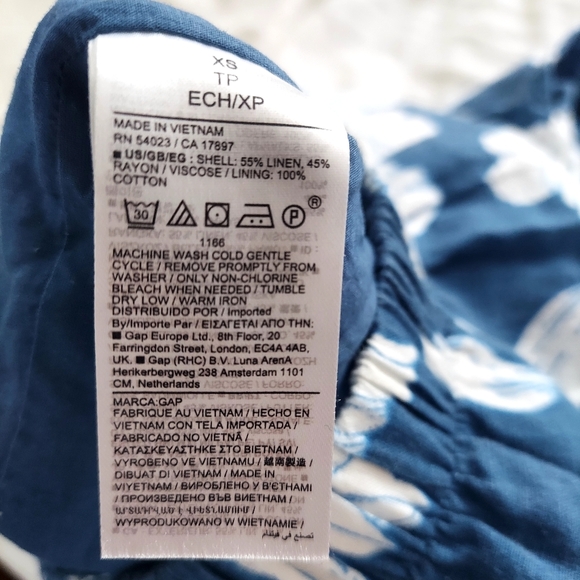 XS
TP
ECH/XP
MADE IN VIETNAM
RN 54023 / CA 17897
■ US/GB/EG : SHELL: 55% LINEN, 45%
RAYON / VISCOSE / LINING: 100%
COTTON
30 P ®
1166
MACHINE WASH COLD GENTLE
CYCLE / REMOVE PROMPTLY FROM
WASHER / ONLY NON-CHLORINE
BLEACH WHEN NEEDED / TUMBLE
DRY LOW / WARM IRON
DISTRIBUIDO POR / Imported
By/Importe Par / ΕΙΣΑΓΕΤΑΙ ΑΠΟ ΤΗΝ:
■ Gap Europe Ltd., 8th Floor, 20
Farringdon Street, London, EC4A 4AB,
UK. ■ Gap (RHC) B.V. Luna ArenA
Herikerbergweg 238 Amsterdam 1101
CM, Netherlands
MARCA:GAP
FABRIQUE AU VIETNAM / HECHO EN
VIETNAM CON TELA IMPORTADA /
FABRICADO NO VIETNÃ /
ΚΑΤΑΣΚΕΥΑΣΤΗΚΕ ΣΤΟ ΒΙΕΤΝΑΜ /
VYROBENO VE VIETNAMU / 越南製造 /
DIBUAT DI VIETNAM / MADE IN
VIYETNAM / ВИРОБЛЕНО У В'ЄТНАМІ
/ ПРОИЗВЕДЕНО ВЪВ ВИЕТНАМ /
WYPRODUKOWANO W WIETNAMIE /
صنع في فيتنام